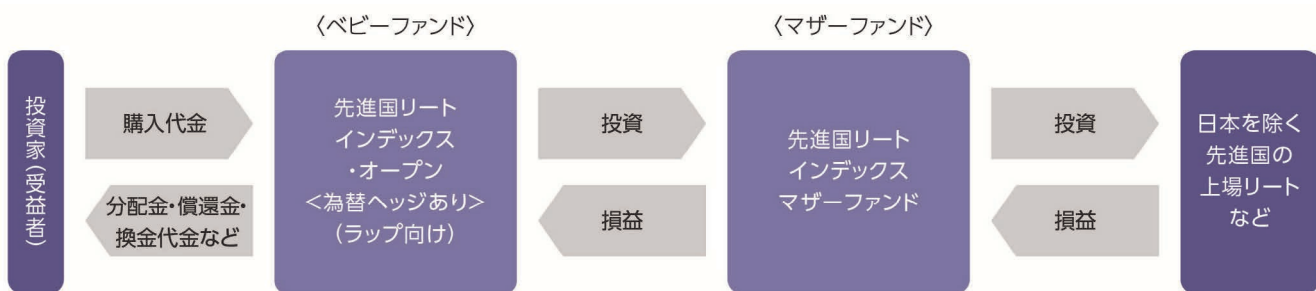 〈ベビーファンド〉
〈マザーファンド〉
投資家(受益者)
購入代金
分配金・償還金・
換金代金など
先進国リート
インデックス
・オープン
<為替ヘッジあり>
(ラップ向け)
投資
損益
先進国リート
インデックス
マザーファンド
投資
損益
日本を除く
先進国の
上場リート
など